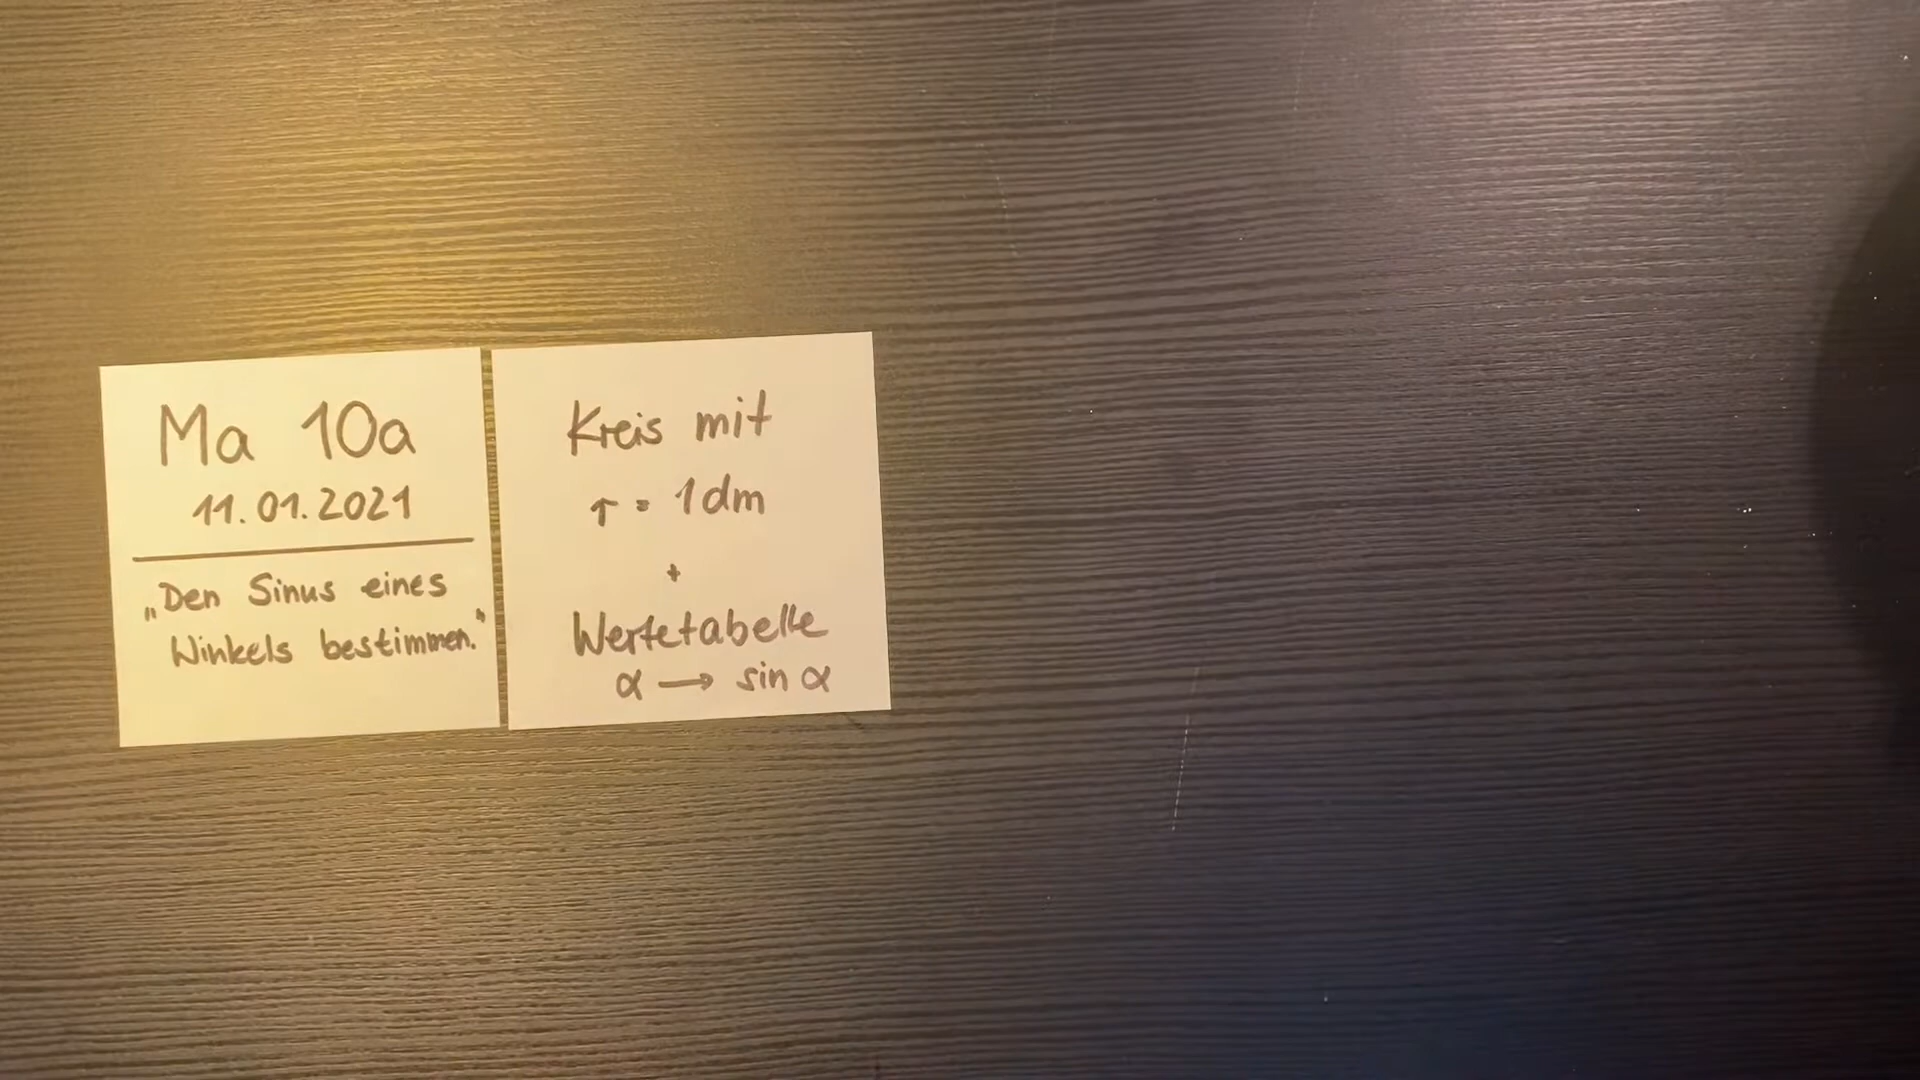 Ma 10a
11.01.2021
„Den Sinus eines
Winkels bestimmen."
Kreis mit
r = 1dm
+
Wertetabelle
α → sin α